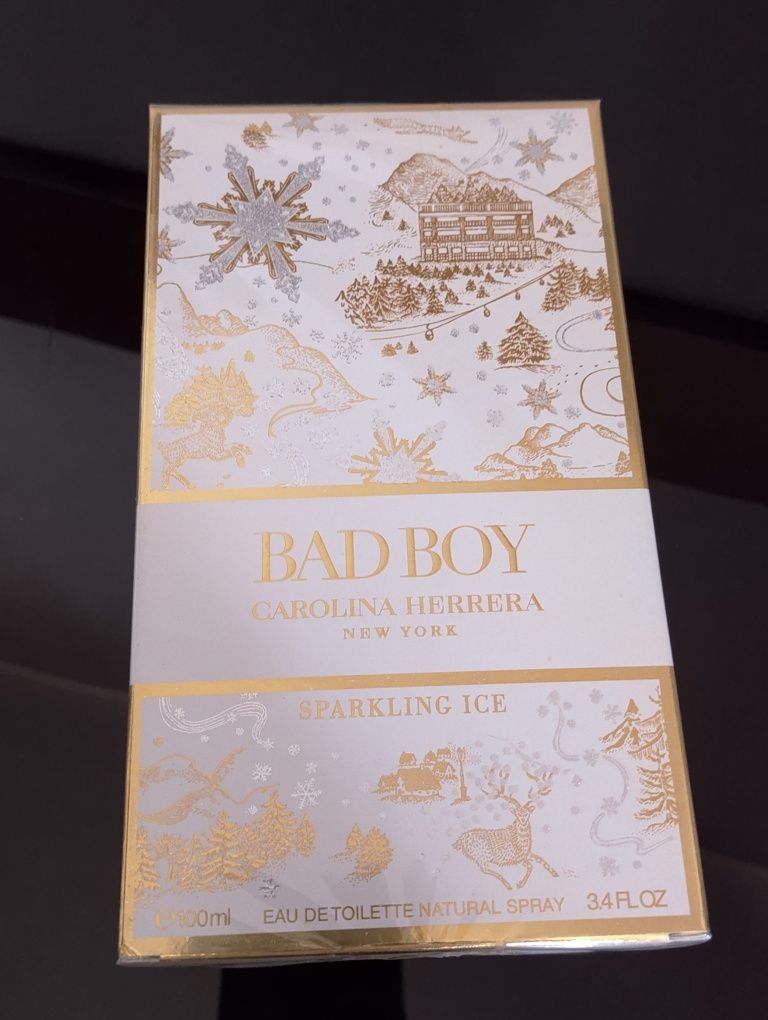 BAD BOY
CAROLINA HERRERA
NEW YORK
SPARKLING ICE
℮100ml EAU DE TOILETTE NATURAL SPRAY 3.4 FL OZ